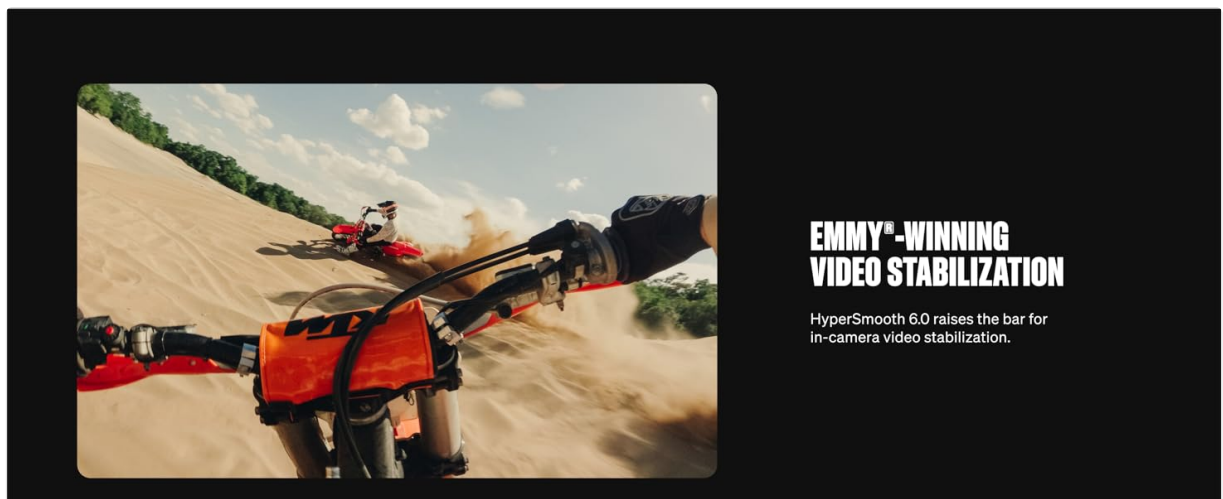 EMMY®-WINNING
VIDEO STABILIZATION
HyperSmooth 6.0 raises the bar for
in-camera video stabilization.